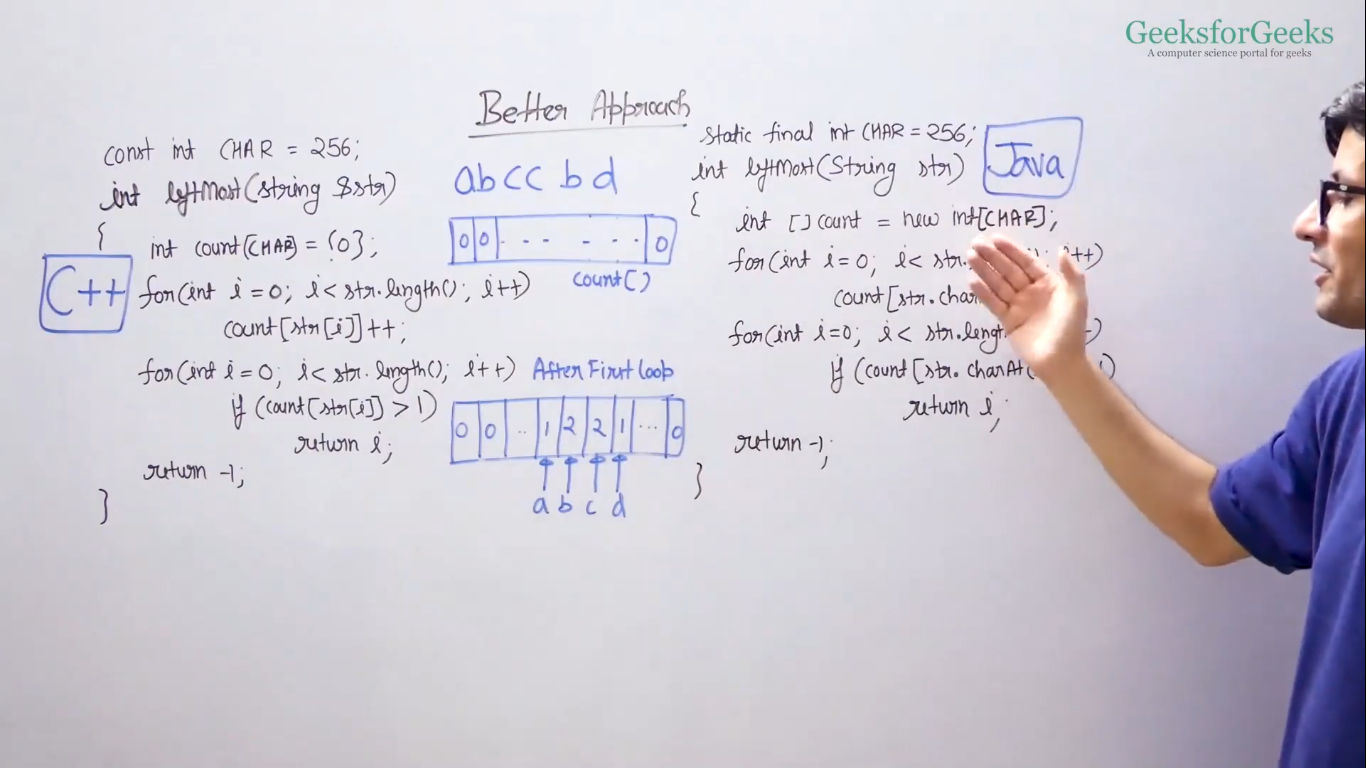 GeeksforGeeks
A computer science portal for geeks
Better Approach
const int CHAR = 256;
int leftMost(string &str)
{
int count[CHAR] = {0};
C++
for(int i = 0; i < str.length(); i++)
count[str[i]]++;
for(int i = 0; i < str.length(); i++)
if (count[str[i]] > 1)
return i;
return -1;
}
abccbd
0 0 . -- - . . 0
count[]
After First loop
0 0 .. 1 2 2 1 ... 0
a b c d
static final int CHAR = 256;
int leftMost(String str)
Java
{
int []count = new int[CHAR];
for(int i=0; i< str. ; i++)
count[str.char
for(int i=0; i < str.leng
if (count[str.charAt(
return i;
return -1;
}